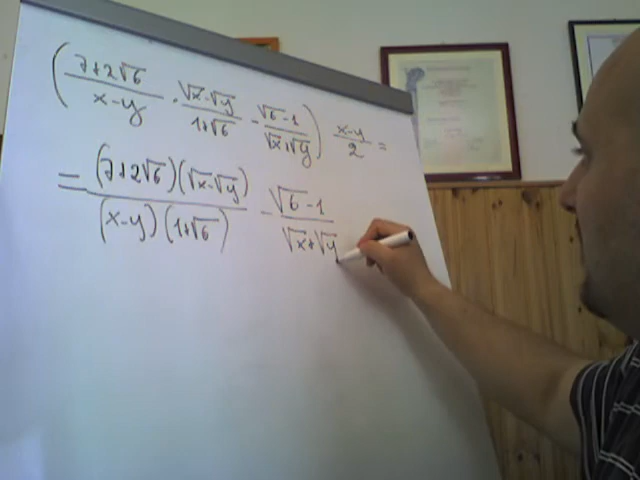 (7+2√6/x-y · √x-√y/1+√6 - √6-1/√x+√y) x-y/2 =
= (7+2√6)(√x-√y)/(x-y)(1+√6) - √6-1/√x+√y